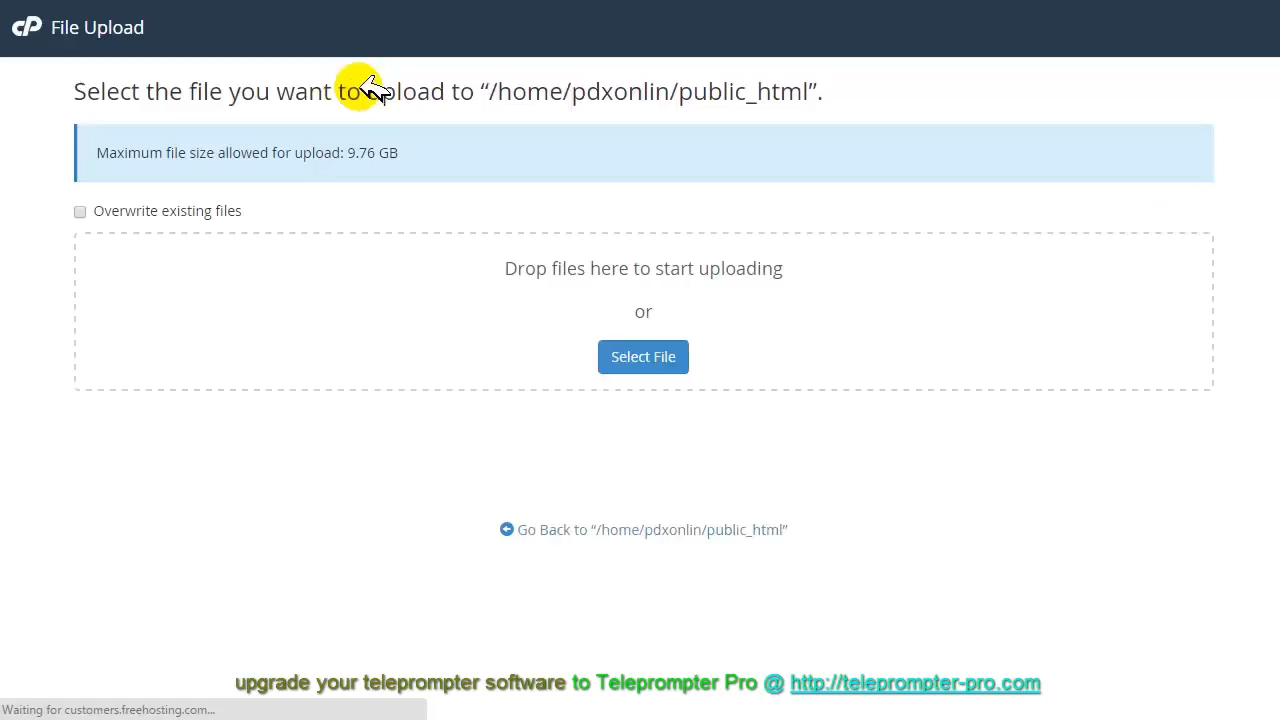 cP File Upload
Select the file you want to upload to “/home/pdxonlin/public_html”.
Maximum file size allowed for upload: 9.76 GB
Overwrite existing files
Drop files here to start uploading
or
Select File
Go Back to “/home/pdxonlin/public_html”
upgrade your teleprompter software to Teleprompter Pro @ http://teleprompter-pro.com
Waiting for customers.freehosting.com...